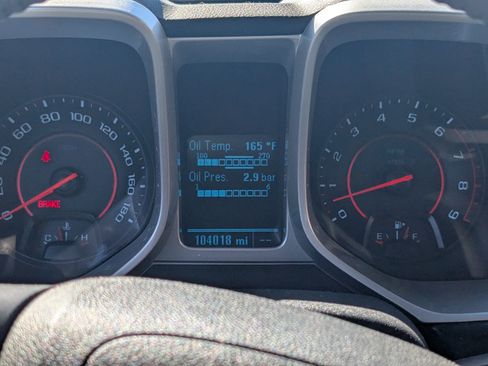 0 20 40 60 80 100 120 140 160 180
BRAKE
C H
Oil Temp. 165 °F
100 270
Oil Pres. 2.9 bar
6
104018 mi --
0 1 2 3 4 5 6 7 8 9
E F